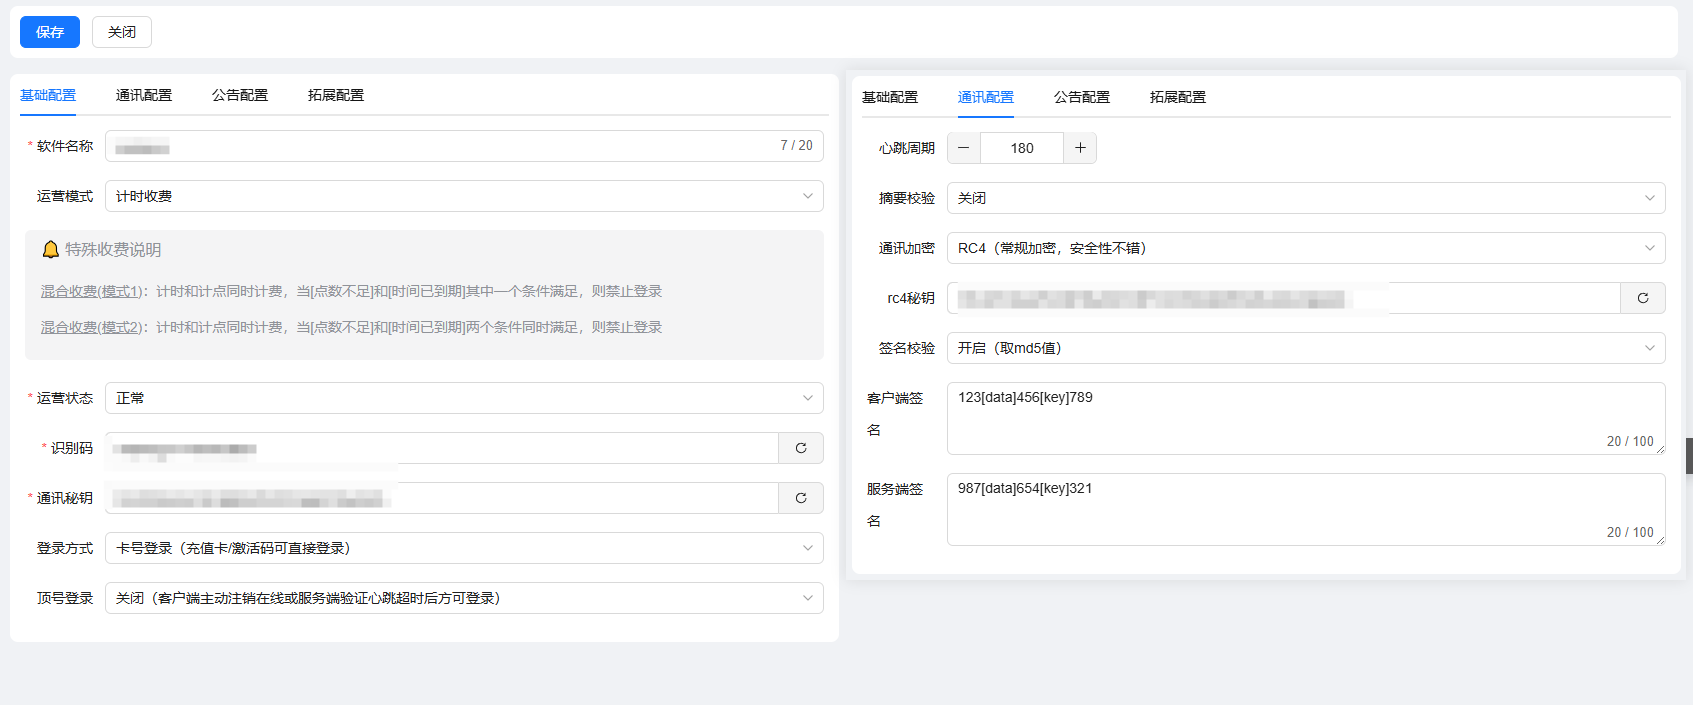 保存 关闭
基础配置 通讯配置 公告配置 拓展配置
* 软件名称 7 / 20
运营模式 计时收费
特殊收费说明
混合收费(模式1)：计时和计点同时计费，当[点数不足]和[时间已到期]其中一个条件满足，则禁止登录
混合收费(模式2)：计时和计点同时计费，当[点数不足]和[时间已到期]两个条件同时满足，则禁止登录
* 运营状态 正常
* 识别码
* 通讯秘钥
登录方式 卡号登录（充值卡/激活码可直接登录）
顶号登录 关闭（客户端主动注销在线或服务端验证心跳超时后方可登录）
基础配置 通讯配置 公告配置 拓展配置
心跳周期 — 180 +
摘要校验 关闭
通讯加密 RC4（常规加密，安全性不错）
rc4秘钥
签名校验 开启（取md5值）
客户端签名 123[data]456[key]789
20 / 100
服务端签名 987[data]654[key]321
20 / 100